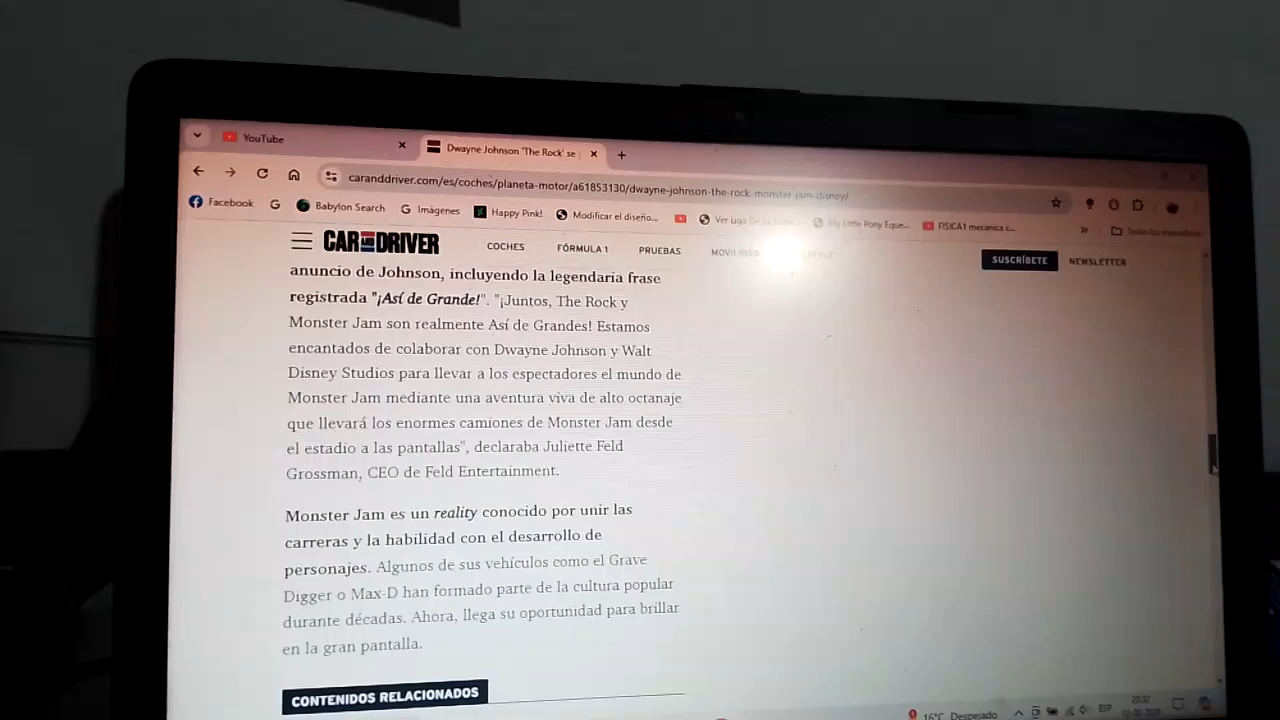 YouTube
Dwayne Johnson 'The Rock' se
caranddriver.com/es/coches/planeta-motor/a61853130/dwayne-johnson-the-rock-monster-jam-disney/
Facebook G Babylon Search Imágenes Happy Pink! Modificar el diseño... Ver Liga De My Little Pony Eque... FISICA1 mecanica c... »
CAR AND DRIVER COCHES FÓRMULA 1 PRUEBAS MOVILIDAD SUSCRÍBETE NEWSLETTER
anuncio de Johnson, incluyendo la legendaria frase
registrada "¡Así de Grande!". "¡Juntos, The Rock y
Monster Jam son realmente Así de Grandes! Estamos
encantados de colaborar con Dwayne Johnson y Walt
Disney Studios para llevar a los espectadores el mundo de
Monster Jam mediante una aventura viva de alto octanaje
que llevará los enormes camiones de Monster Jam desde
el estadio a las pantallas", declaraba Juliette Feld
Grossman, CEO de Feld Entertainment.
Monster Jam es un reality conocido por unir las
carreras y la habilidad con el desarrollo de
personajes. Algunos de sus vehículos como el Grave
Digger o Max-D han formado parte de la cultura popular
durante décadas. Ahora, llega su oportunidad para brillar
en la gran pantalla.
CONTENIDOS RELACIONADOS
16°C Despejado ESP